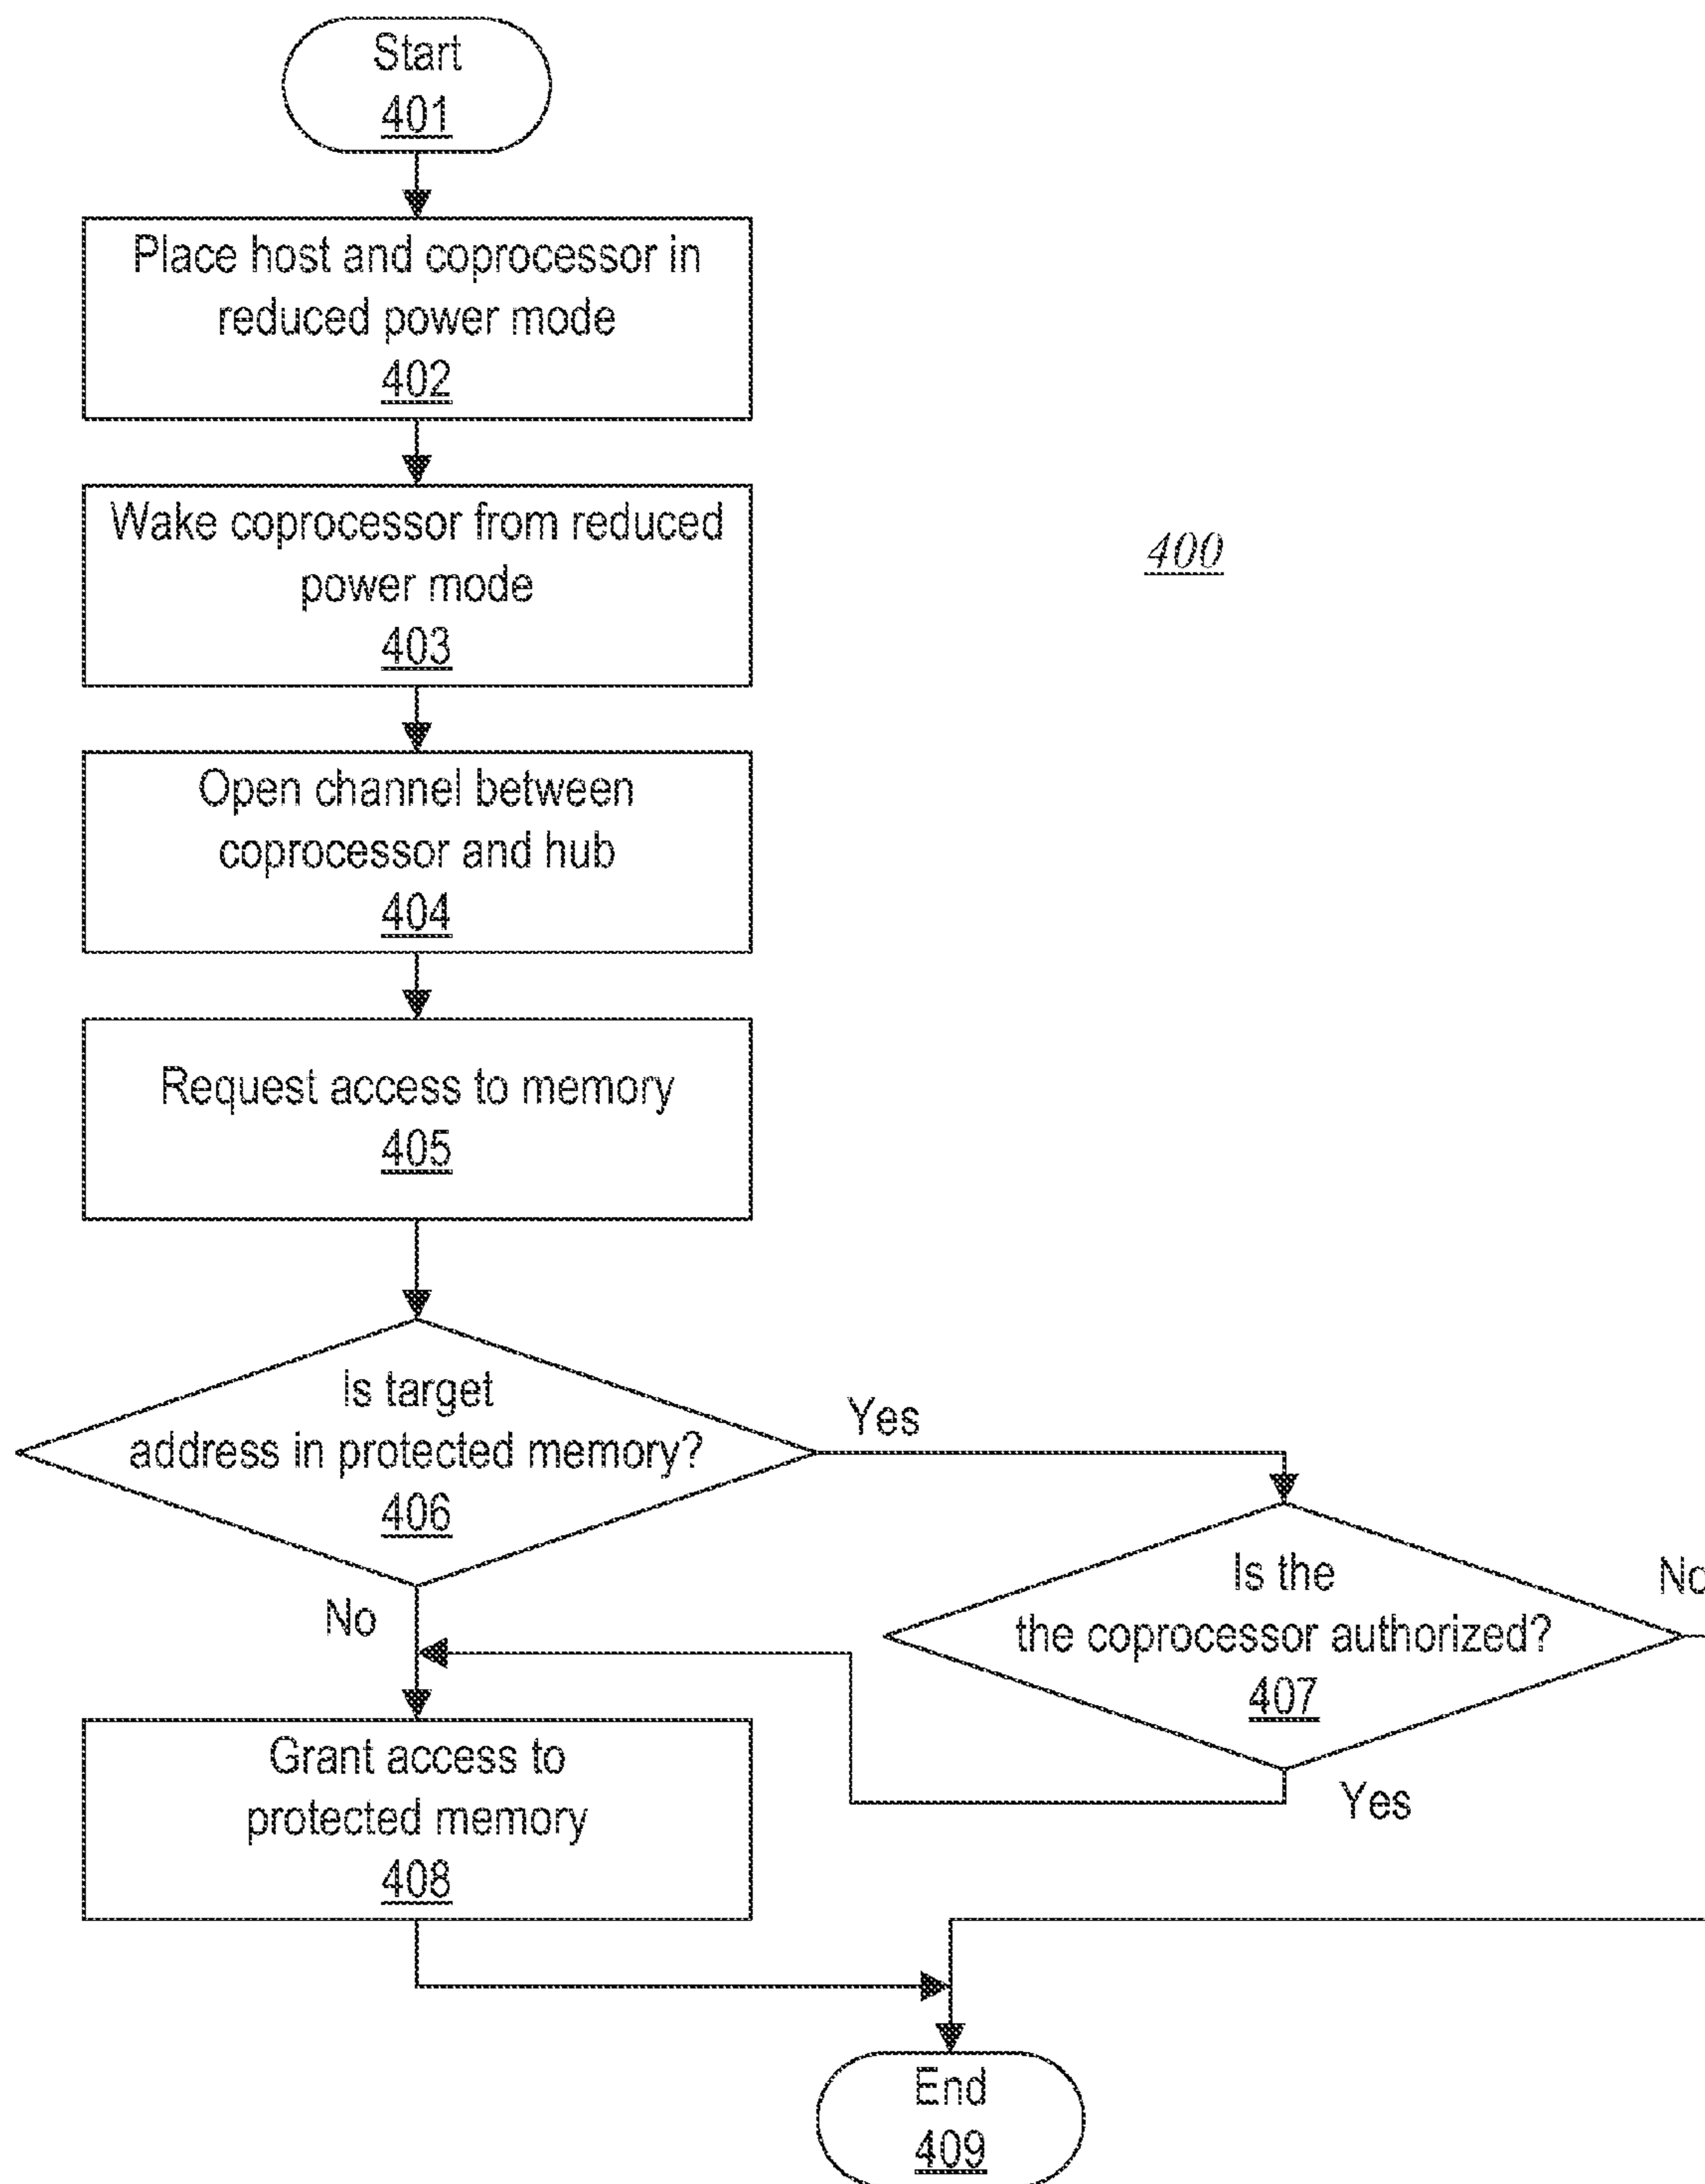 Start
401
Place host and coprocessor in
reduced power mode
402
Wake coprocessor from reduced
power mode
403
400
Open channel between
coprocessor and hub
404
Request access to memory
405
Is target
address in protected memory?
406
Yes
No
Is the
the coprocessor authorized?
407
No
Yes
Grant access to
protected memory
408
End
409